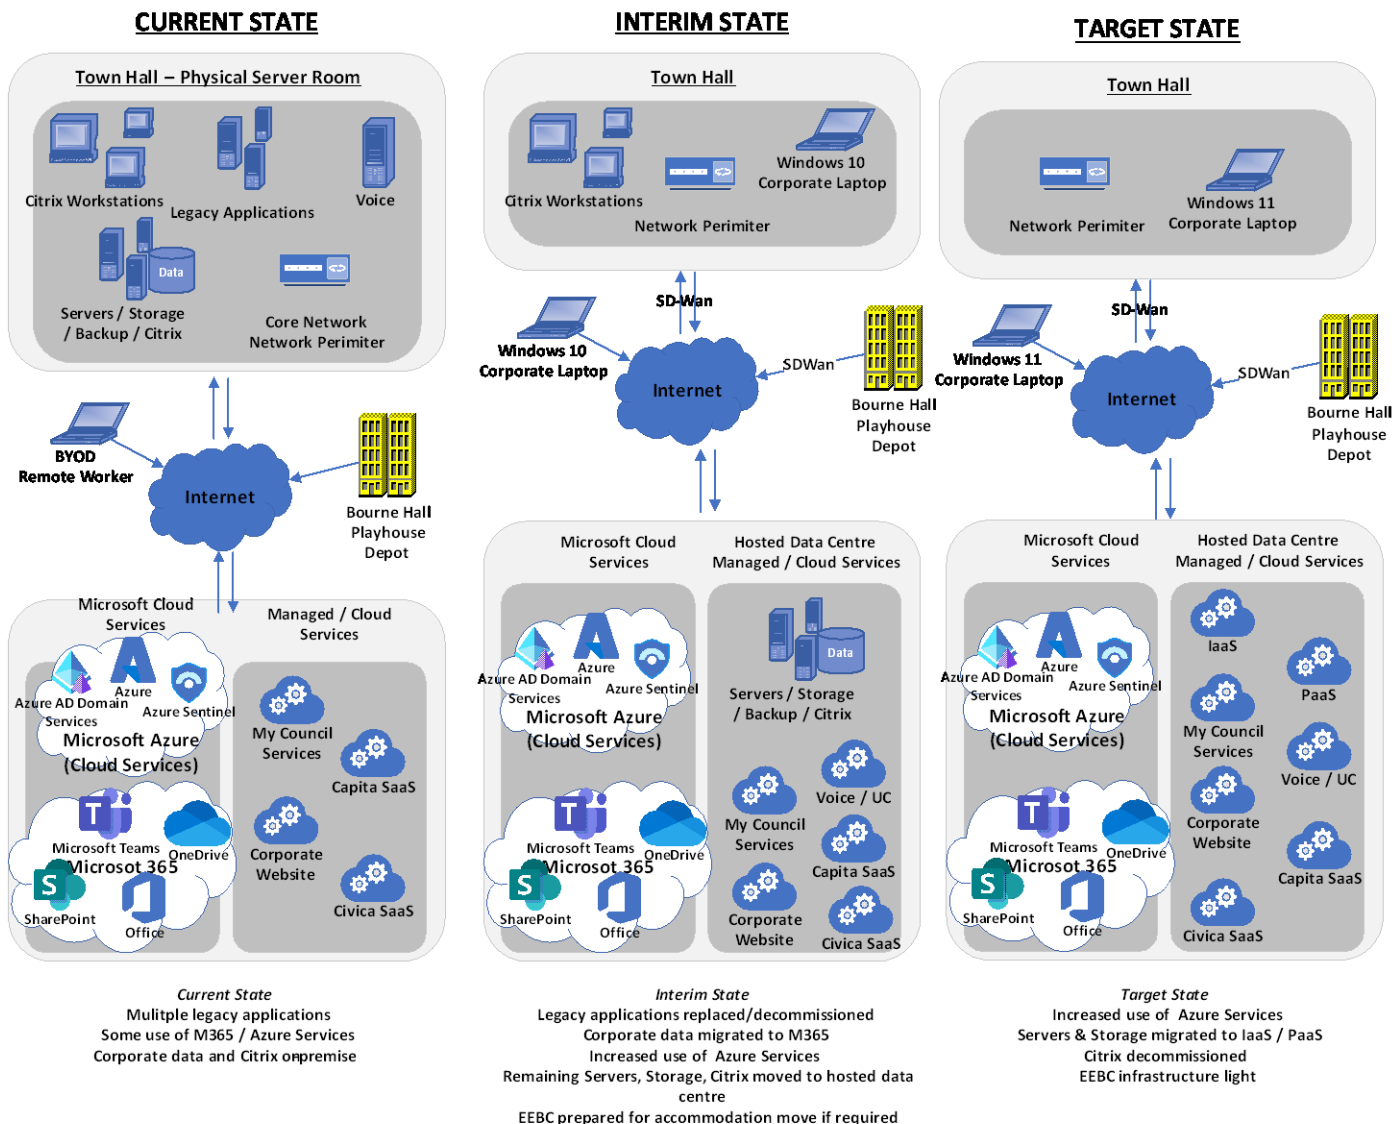 CURRENT STATE
Town Hall – Physical Server Room
Citrix Workstations
Legacy Applications
Voice
Data
Servers / Storage
/ Backup / Citrix
Core Network
Network Perimiter
BYOD
Remote Worker
Internet
Bourne Hall
Playhouse
Depot
Microsoft Cloud
Services
Managed / Cloud
Services
Azure AD Domain
Services
Azure
Azure Sentinel
Microsoft Azure
(Cloud Services)
My Council
Services
Capita SaaS
Corporate
Website
Civica SaaS
T
Microsoft Teams
OneDrive
Microsot 365
S
SharePoint
Office
Current State
Mulitple legacy applications
Some use of M365 / Azure Services
Corporate data and Citrix onpremise
INTERIM STATE
Town Hall
Citrix Workstations
Windows 10
Corporate Laptop
Network Perimiter
SD-Wan
Windows 10
Corporate Laptop
Internet
SDWan
Bourne Hall
Playhouse
Depot
Microsoft Cloud
Services
Hosted Data Centre
Managed / Cloud Services
Azure AD Domain
Services
Azure
Azure Sentinel
Microsoft Azure
(Cloud Services)
Data
Servers / Storage
/ Backup / Citrix
Voice / UC
My Council
Services
Capita SaaS
Corporate
Website
Civica SaaS
T
Microsoft Teams
OneDrive
Microsot 365
S
SharePoint
Office
Interim State
Legacy applications replaced/decommissioned
Corporate data migrated to M365
Increased use of Azure Services
Remaining Servers, Storage, Citrix moved to hosted data
centre
EEBC prepared for accommodation move if required
TARGET STATE
Town Hall
Network Perimiter
Windows 11
Corporate Laptop
SD-Wan
Windows 11
Corporate Laptop
Internet
SDWan
Bourne Hall
Playhouse
Depot
Microsoft Cloud
Services
Hosted Data Centre
Managed / Cloud Services
Azure AD Domain
Services
Azure
Azure Sentinel
Microsoft Azure
(Cloud Services)
IaaS
PaaS
My Council
Services
Voice / UC
Corporate
Website
Capita SaaS
Civica SaaS
T
Microsoft Teams
OneDrive
Microsot 365
S
SharePoint
Office
Target State
Increased use of Azure Services
Servers & Storage migrated to IaaS / PaaS
Citrix decommissioned
EEBC infrastructure light